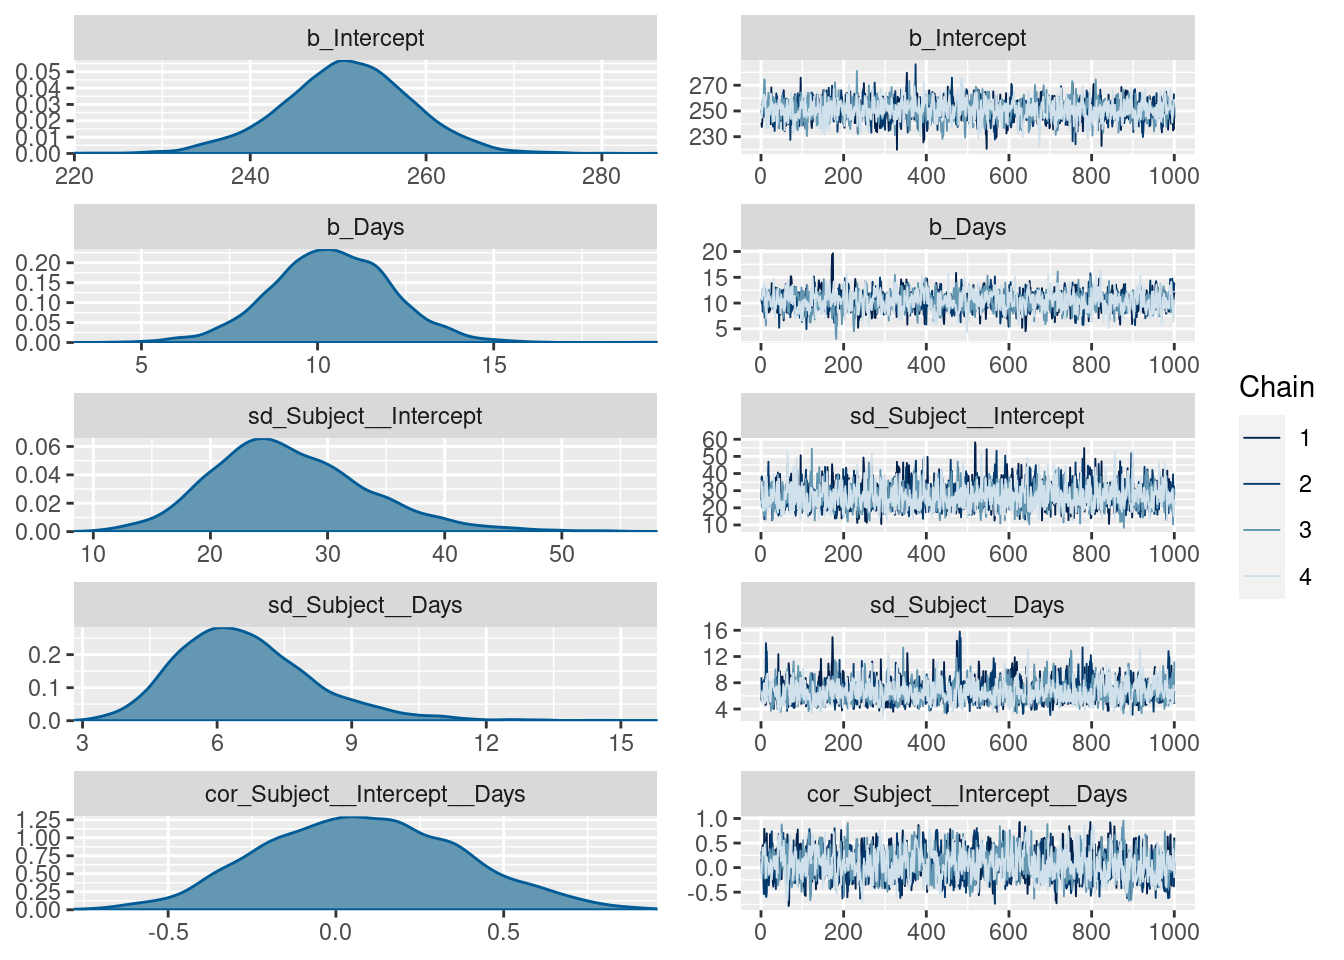 b_Intercept
0.05
0.04
0.03
0.02
0.01
0.00
220 240 260 280
b_Intercept
270
250
230
0 200 400 600 800 1000
b_Days
0.20
0.15
0.10
0.05
0.00
5 10 15
b_Days
20
15
10
5
0 200 400 600 800 1000
sd_Subject__Intercept
0.06
0.04
0.02
0.00
10 20 30 40 50
sd_Subject__Intercept
60
50
40
30
20
10
0 200 400 600 800 1000
sd_Subject__Days
0.2
0.1
0.0
3 6 9 12 15
sd_Subject__Days
16
12
8
4
0 200 400 600 800 1000
cor_Subject__Intercept__Days
1.25
1.00
0.75
0.50
0.25
0.00
-0.5 0.0 0.5
cor_Subject__Intercept__Days
1.0
0.5
0.0
-0.5
0 200 400 600 800 1000
Chain
1
2
3
4